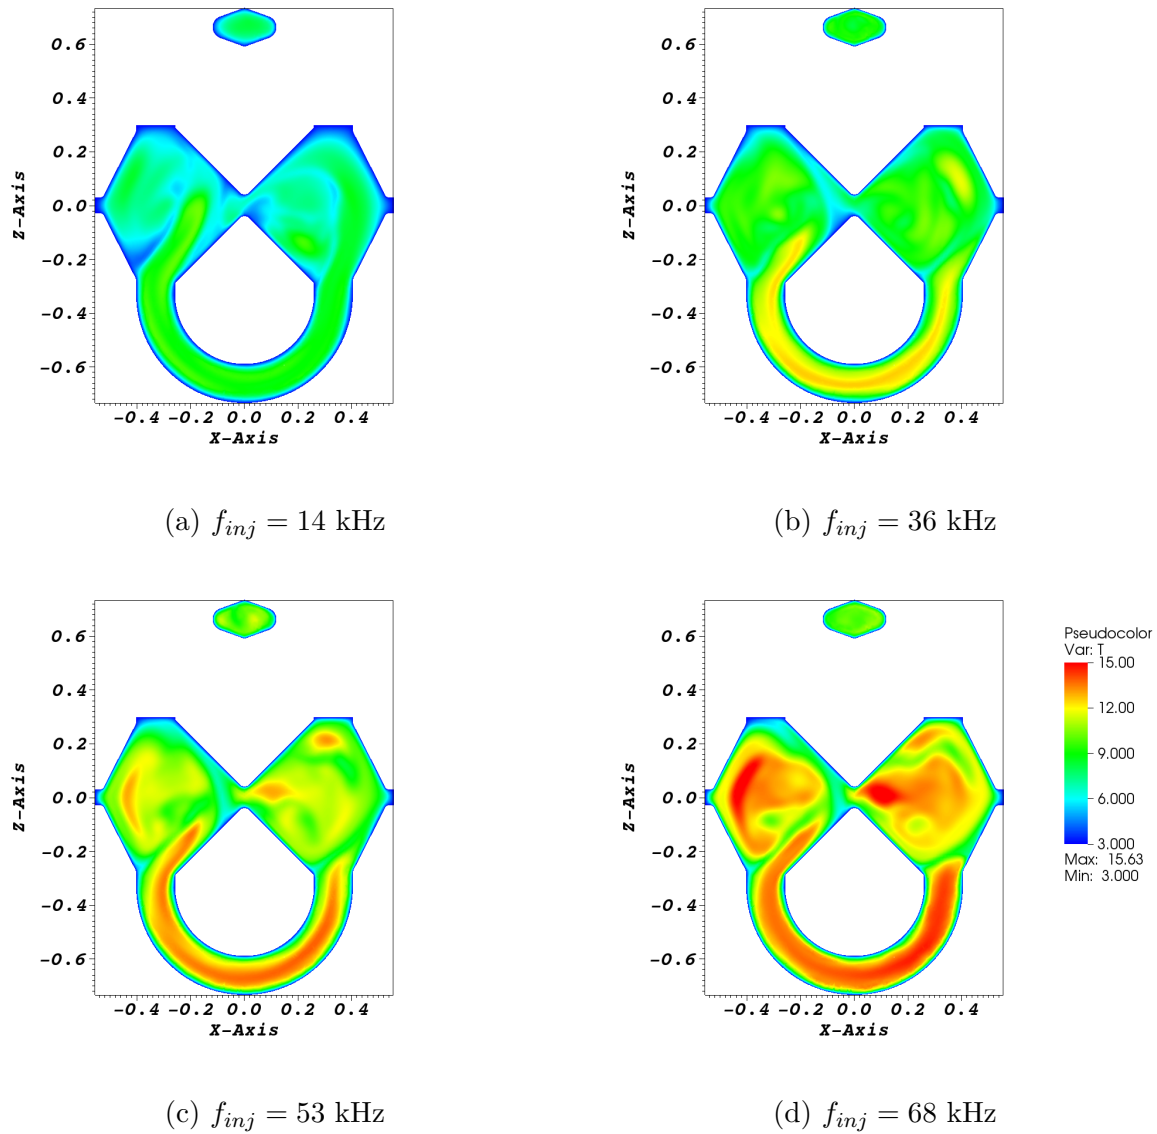 0.6
0.4
0.2
0.0
−0.2
−0.4
−0.6
Z-Axis
−0.4 −0.2 0.0 0.2 0.4
X-Axis
(a) f_inj = 14 kHz
0.6
0.4
0.2
0.0
−0.2
−0.4
−0.6
Z-Axis
−0.4 −0.2 0.0 0.2 0.4
X-Axis
(b) f_inj = 36 kHz
0.6
0.4
0.2
0.0
−0.2
−0.4
−0.6
Z-Axis
−0.4 −0.2 0.0 0.2 0.4
X-Axis
(c) f_inj = 53 kHz
0.6
0.4
0.2
0.0
−0.2
−0.4
−0.6
Z-Axis
−0.4 −0.2 0.0 0.2 0.4
X-Axis
(d) f_inj = 68 kHz
Pseudocolor
Var: T
15.00
12.00
9.000
6.000
3.000
Max: 15.63
Min: 3.000